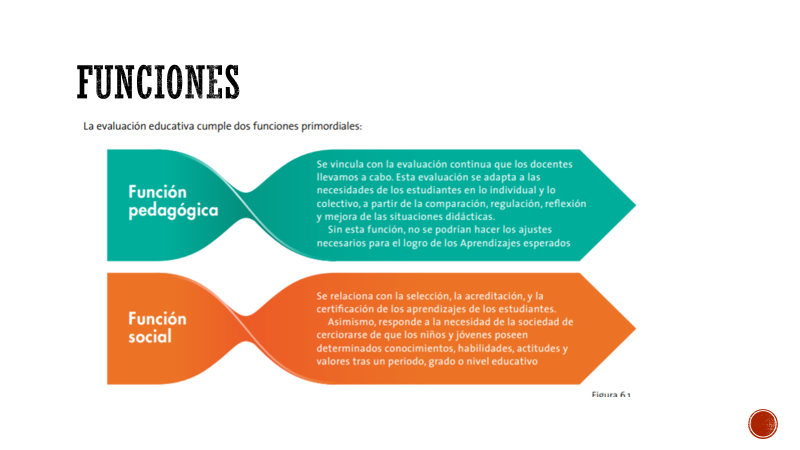 FUNCIONES
La evaluación educativa cumple dos funciones primordiales:
Función
pedagógica
Se vincula con la evaluación continua que los docentes
llevamos a cabo. Esta evaluación se adapta a las
necesidades de los estudiantes en lo individual y lo
colectivo, a partir de la comparación, regulación, reflexión
y mejora de las situaciones didácticas.
Sin esta función, no se podrían hacer los ajustes
necesarios para el logro de los Aprendizajes esperados
Función
social
Se relaciona con la selección, la acreditación, y la
certificación de los aprendizajes de los estudiantes.
Asimismo, responde a la necesidad de la sociedad de
cerciorarse de que los niños y jóvenes poseen
determinados conocimientos, habilidades, actitudes y
valores tras un periodo, grado o nivel educativo
Figura 6.1